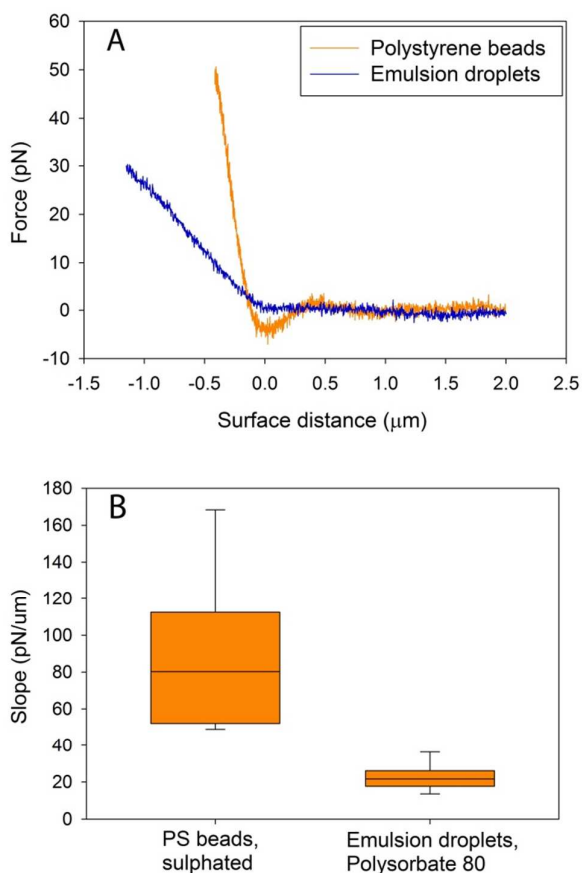 A
Polystyrene beads
Emulsion droplets
Force (pN)
60
50
40
30
20
10
0
-10
-1.5 -1.0 -0.5 0.0 0.5 1.0 1.5 2.0 2.5
Surface distance (μm)
B
Slope (pN/um)
180
160
140
120
100
80
60
40
20
0
PS beads,
sulphated
Emulsion droplets,
Polysorbate 80